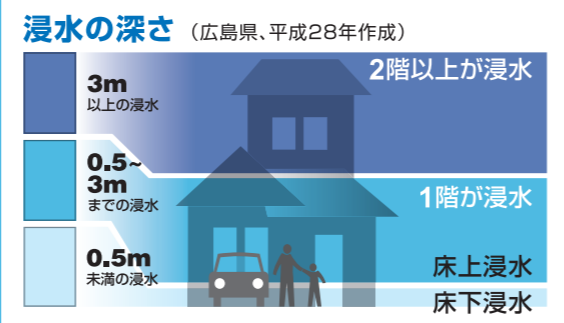 浸水の深さ（広島県、平成28年作成）
3m
以上の浸水
2階以上が浸水
0.5~
3m
までの浸水
1階が浸水
0.5m
未満の浸水
床上浸水
床下浸水